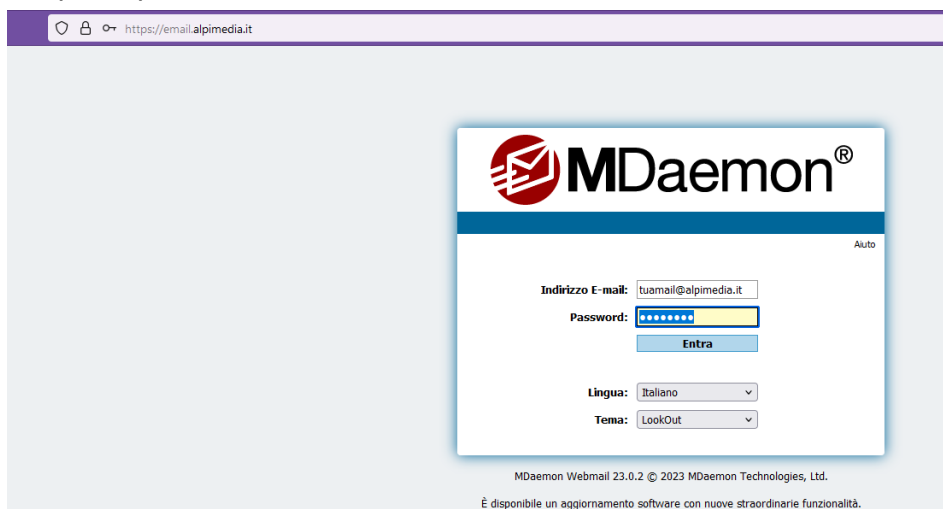 https://email.alpimedia.it
MDaemon®
Aiuto
Indirizzo E-mail: tuamail@alpimedia.it
Password: ••••••••
Entra
Lingua: Italiano
Tema: LookOut
MDaemon Webmail 23.0.2 © 2023 MDaemon Technologies, Ltd.
È disponibile un aggiornamento software con nuove straordinarie funzionalità.